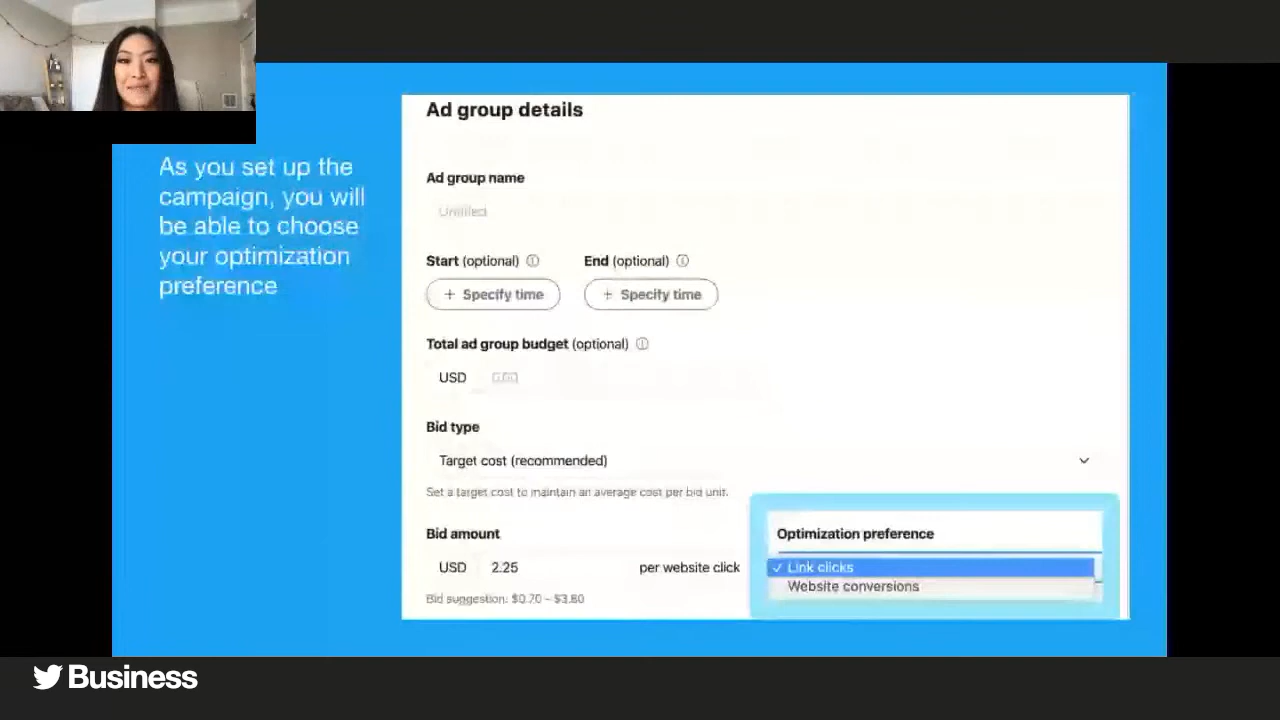 As you set up the
campaign, you will
be able to choose
your optimization
preference
Ad group details
Ad group name
Untitled
Start (optional) ⓘ End (optional) ⓘ
+ Specify time + Specify time
Total ad group budget (optional) ⓘ
USD 0.00
Bid type
Target cost (recommended)
Set a target cost to maintain an average cost per bid unit.
Bid amount
USD 2.25 per website click
Bid suggestion: $0.70 – $3.80
Optimization preference
✓ Link clicks
Website conversions
Business